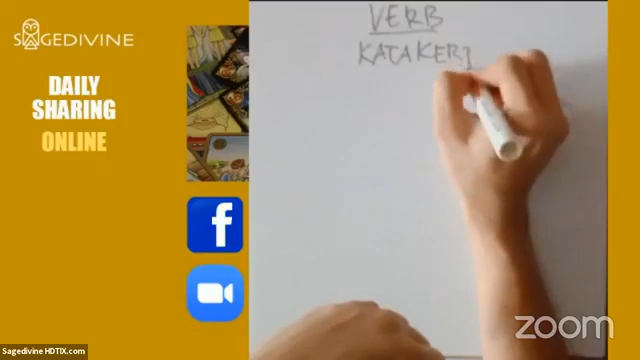 SAGEDIVINE
DAILY
SHARING
ONLINE
VERB
KATA KERJ
f
zoom
Sagedivine HDTIX.com